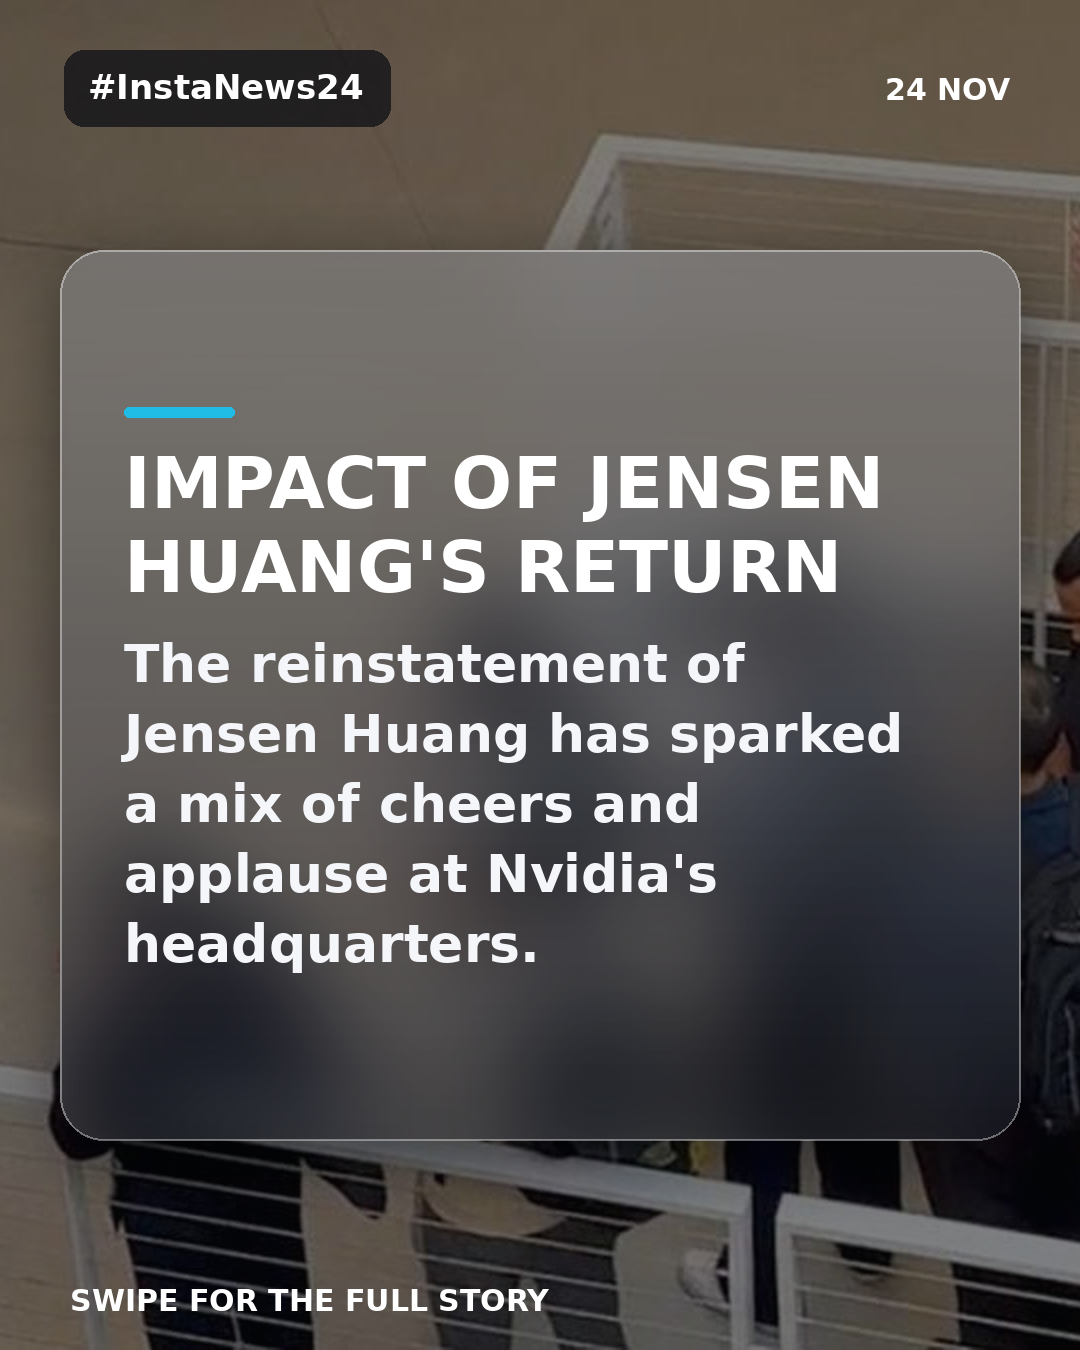 #InstaNews24
24 NOV
IMPACT OF JENSEN
HUANG'S RETURN
The reinstatement of
Jensen Huang has sparked
a mix of cheers and
applause at Nvidia's
headquarters.
SWIPE FOR THE FULL STORY